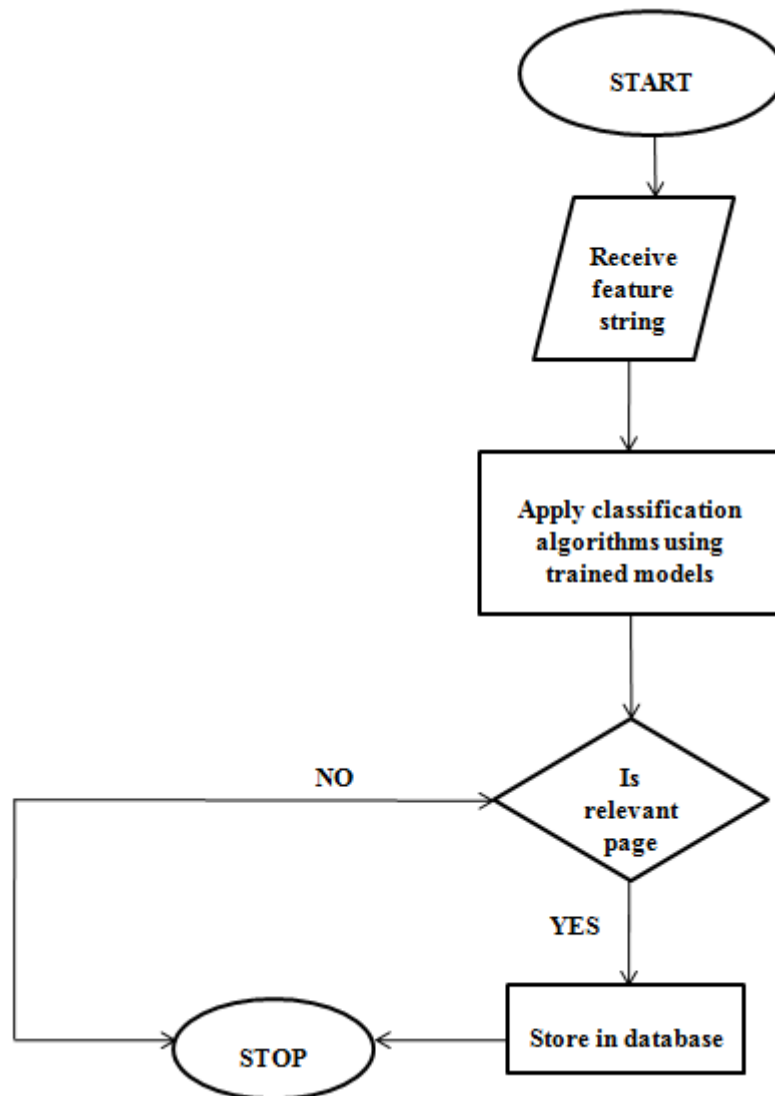 START
Receive
feature
string
Apply classification
algorithms using
trained models
NO
Is
relevant
page
YES
Store in database
STOP